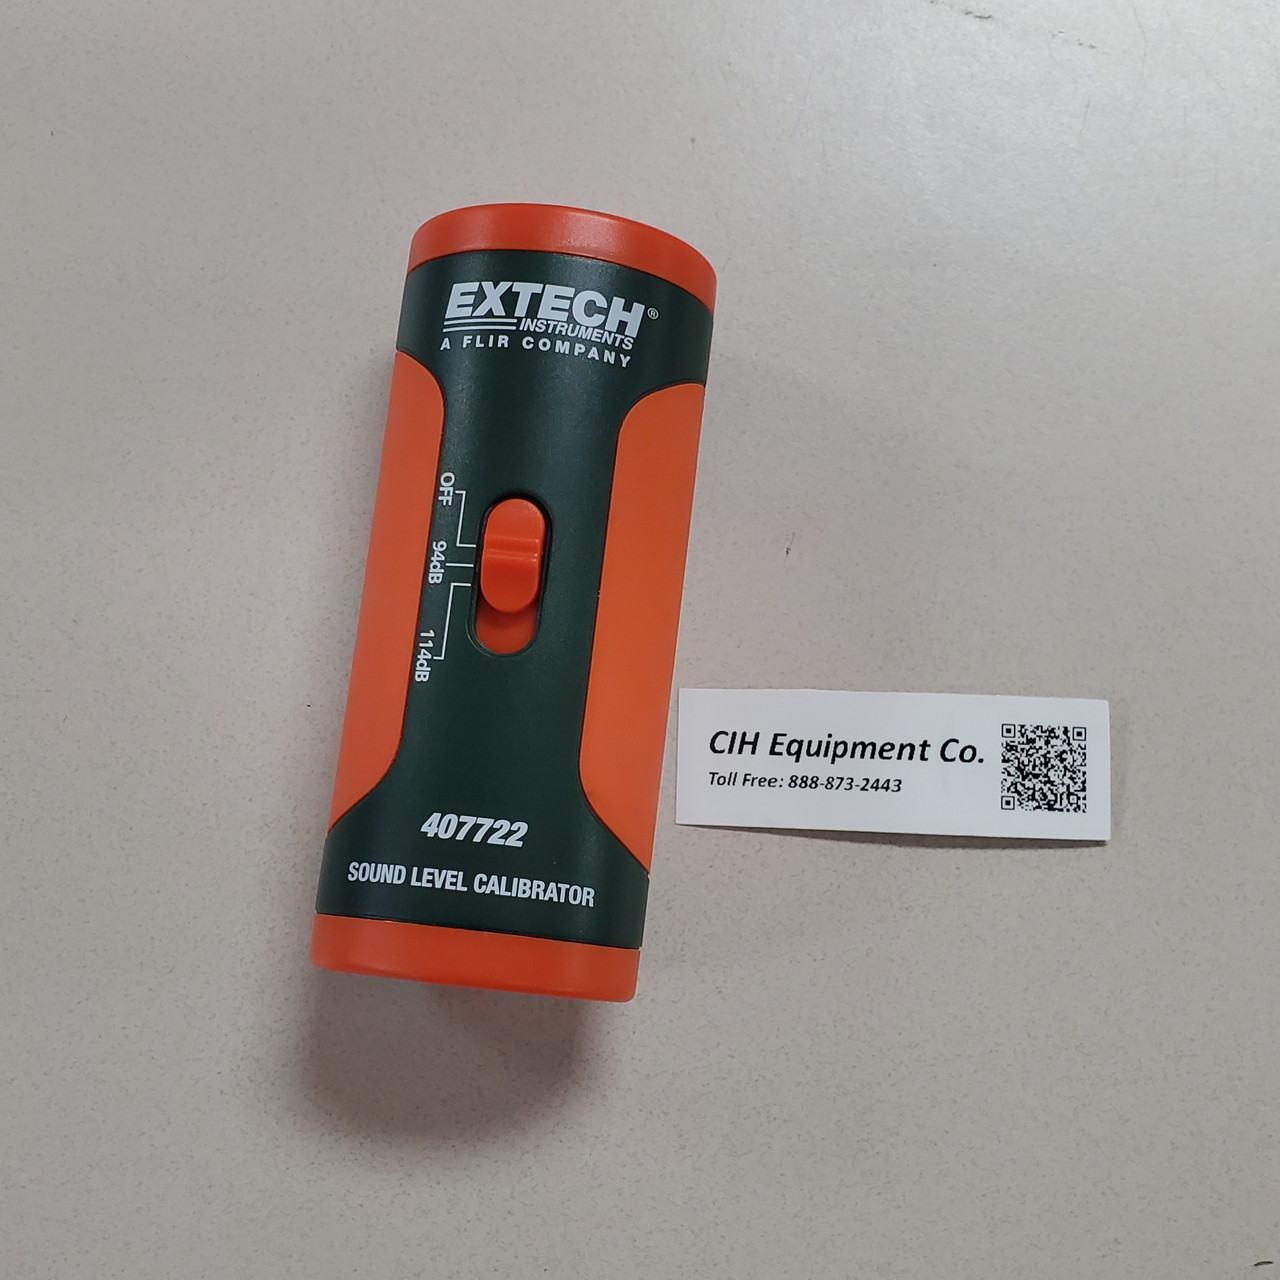 EXTECH®
INSTRUMENTS
A FLIR COMPANY
OFF
94dB
114dB
407722
SOUND LEVEL CALIBRATOR
CIH Equipment Co.
Toll Free: 888-873-2443